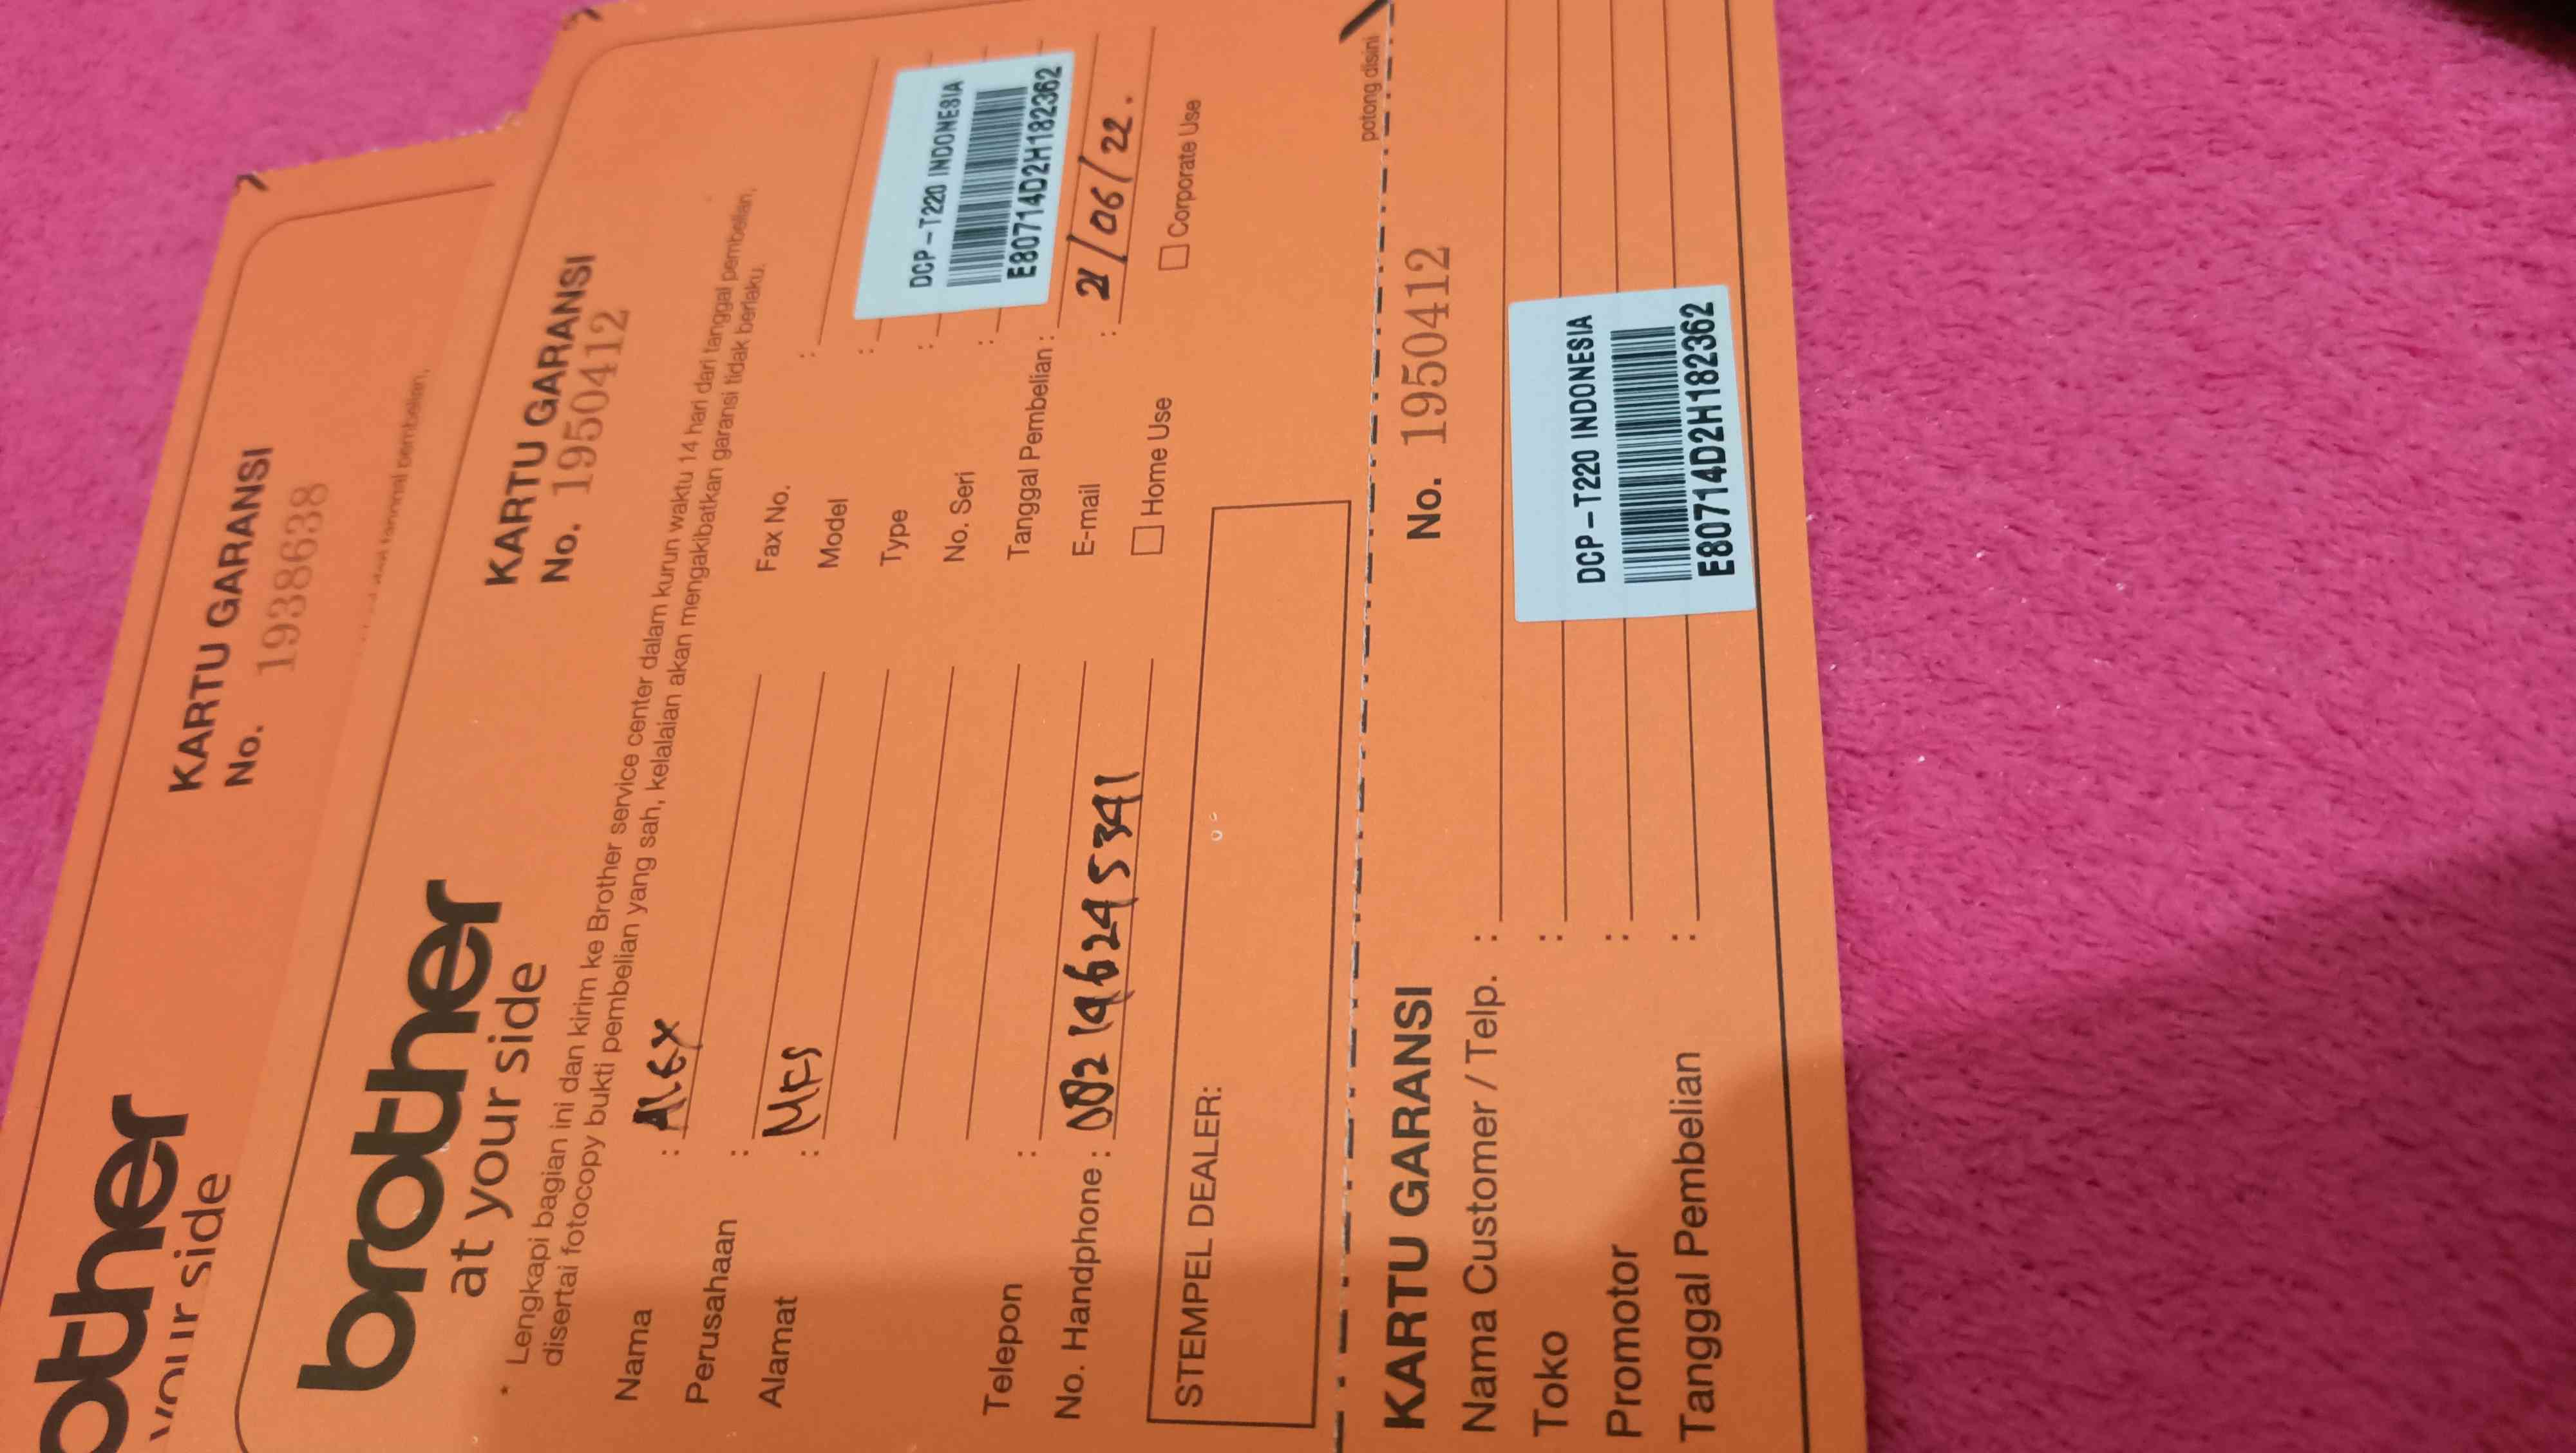 other
your side
KARTU GARANSI
No. 1938638
tanggal pembelian,
brother
at your side
KARTU GARANSI
No. 1950412
* Lengkapi bagian ini dan kirim ke Brother service center dalam kurun waktu 14 hari dari tanggal pembelian,
disertai fotocopy bukti pembelian yang sah, kelalaian akan mengakibatkan garansi tidak berlaku.
Nama : Alex
Perusahaan :
Alamat : MFS
Telepon :
No. Handphone :
Fax No. :
Model :
Type :
No. Seri :
DCP-T220 INDONESIA
E80714D2H182362
Tanggal Pembelian : 21/06/22.
E-mail :
Home Use
Corporate Use
STEMPEL DEALER:
potong disini
KARTU GARANSI
No. 1950412
Nama Customer / Telp. :
Toko :
Promotor :
Tanggal Pembelian :
DCP-T220 INDONESIA
E80714D2H182362